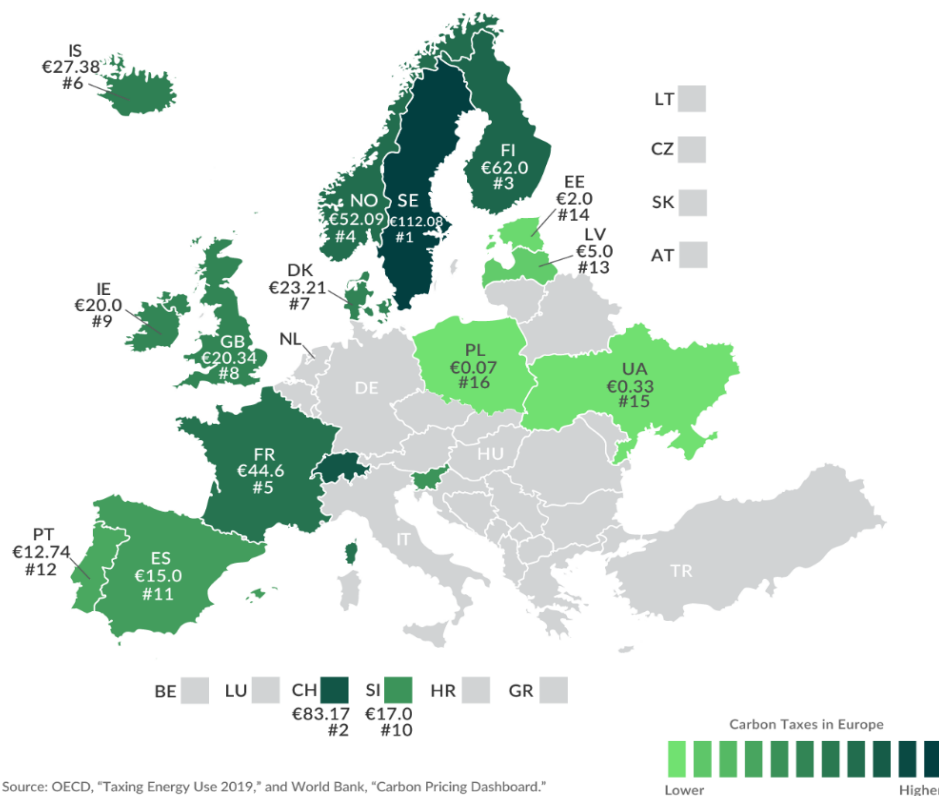 IS
€27.38
#6
LT
CZ
SK
AT
FI
€62.0
#3
NO
€52.09
#4
SE
€112.08
#1
EE
€2.0
#14
LV
€5.0
#13
DK
€23.21
#7
IE
€20.0
#9
GB
€20.34
#8
NL
DE
PL
€0.07
#16
UA
€0.33
#15
FR
€44.6
#5
HU
IT
TR
PT
€12.74
#12
ES
€15.0
#11
BE
LU
CH
€83.17
#2
SI
€17.0
#10
HR
GR
Carbon Taxes in Europe
Lower
Higher
Source: OECD, “Taxing Energy Use 2019,” and World Bank, “Carbon Pricing Dashboard.”